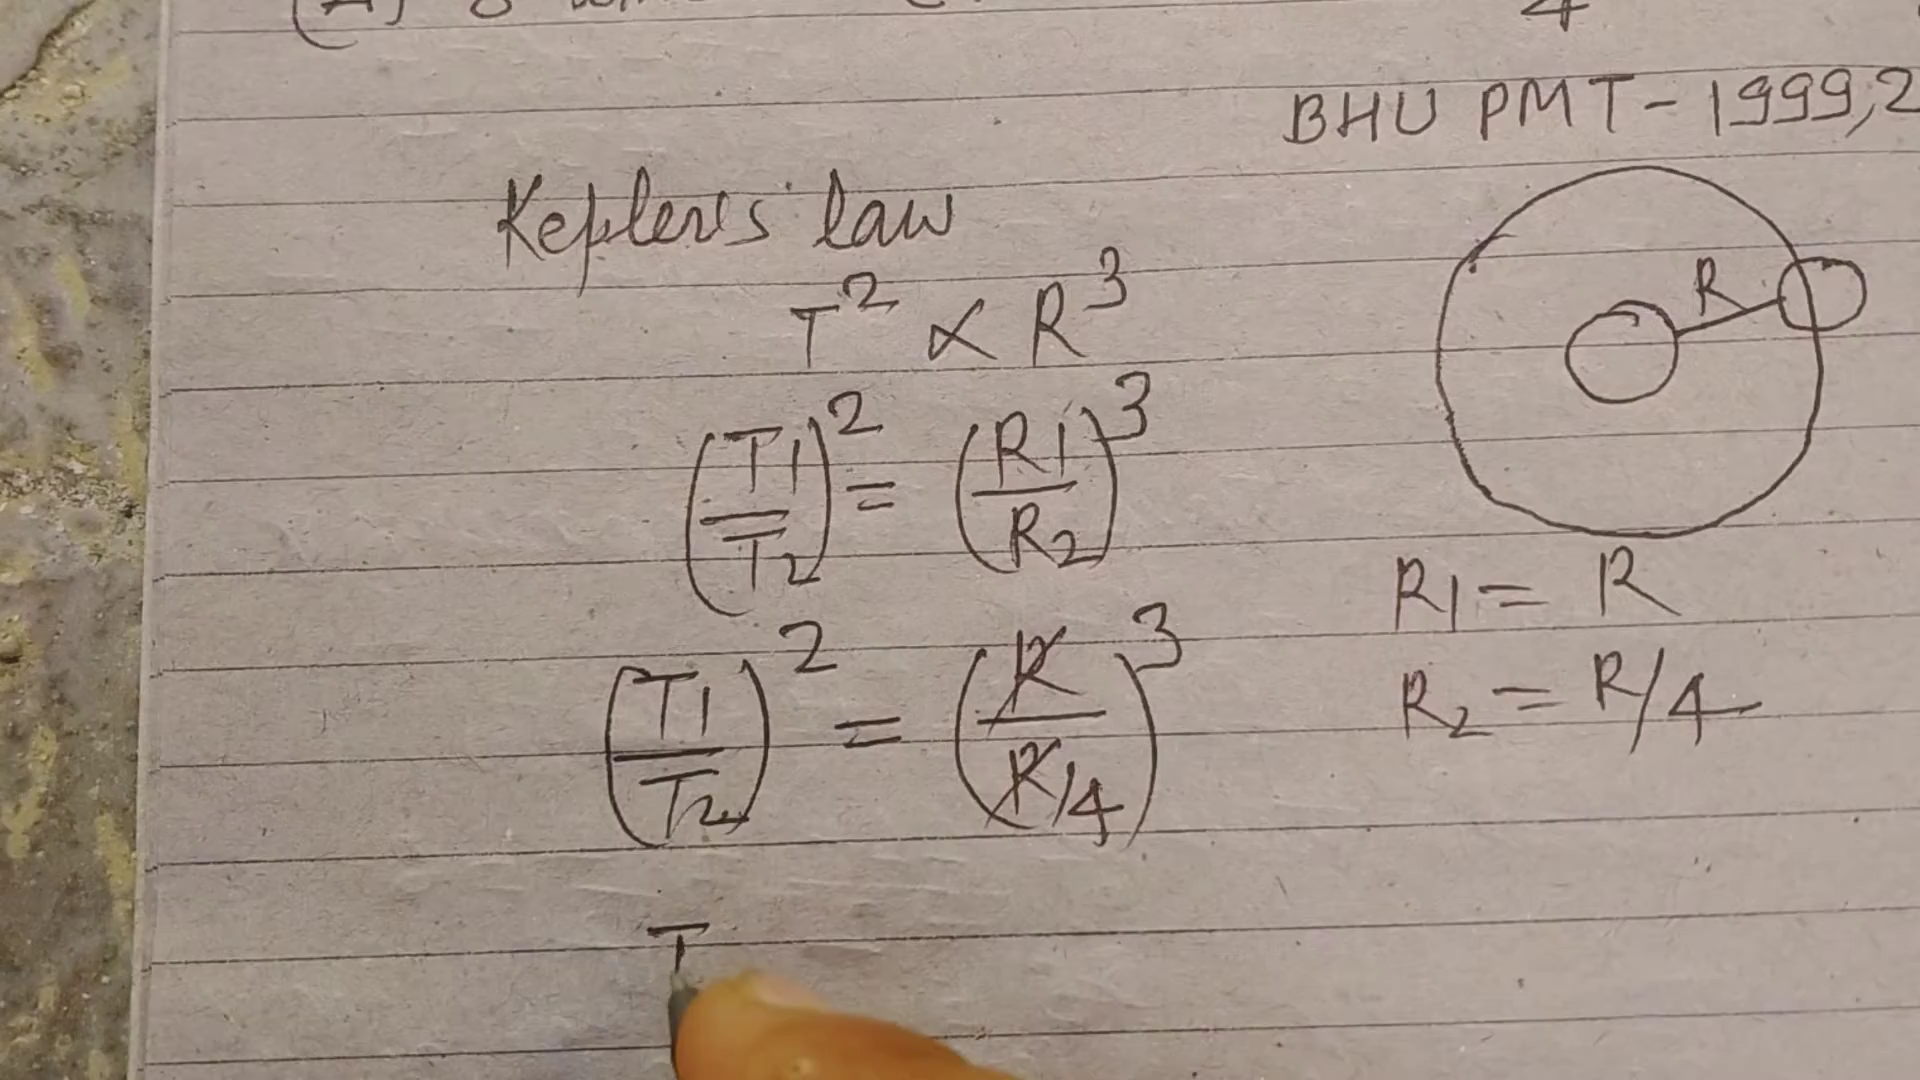 4
BHU PMT - 1999, 2
Kepler's law
T² ∝ R³
R
(T1/T2)² = (R1/R2)³
R1 = R
(T1/T2)² = (R/R/4)³
R2 = R/4
T